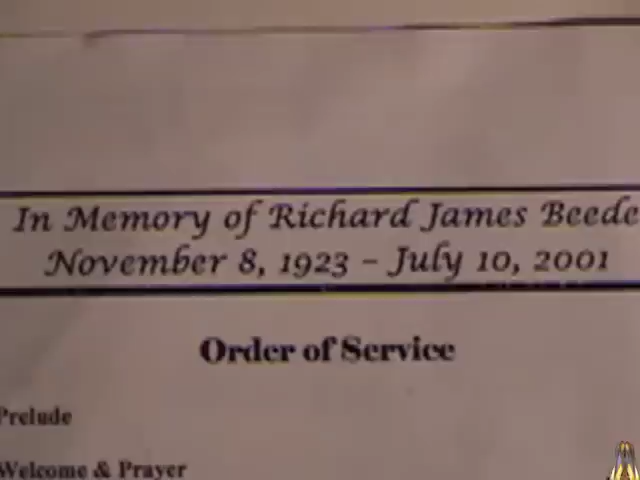 In Memory of Richard James Beede
November 8, 1923 – July 10, 2001
Order of Service
Prelude
Welcome & Prayer